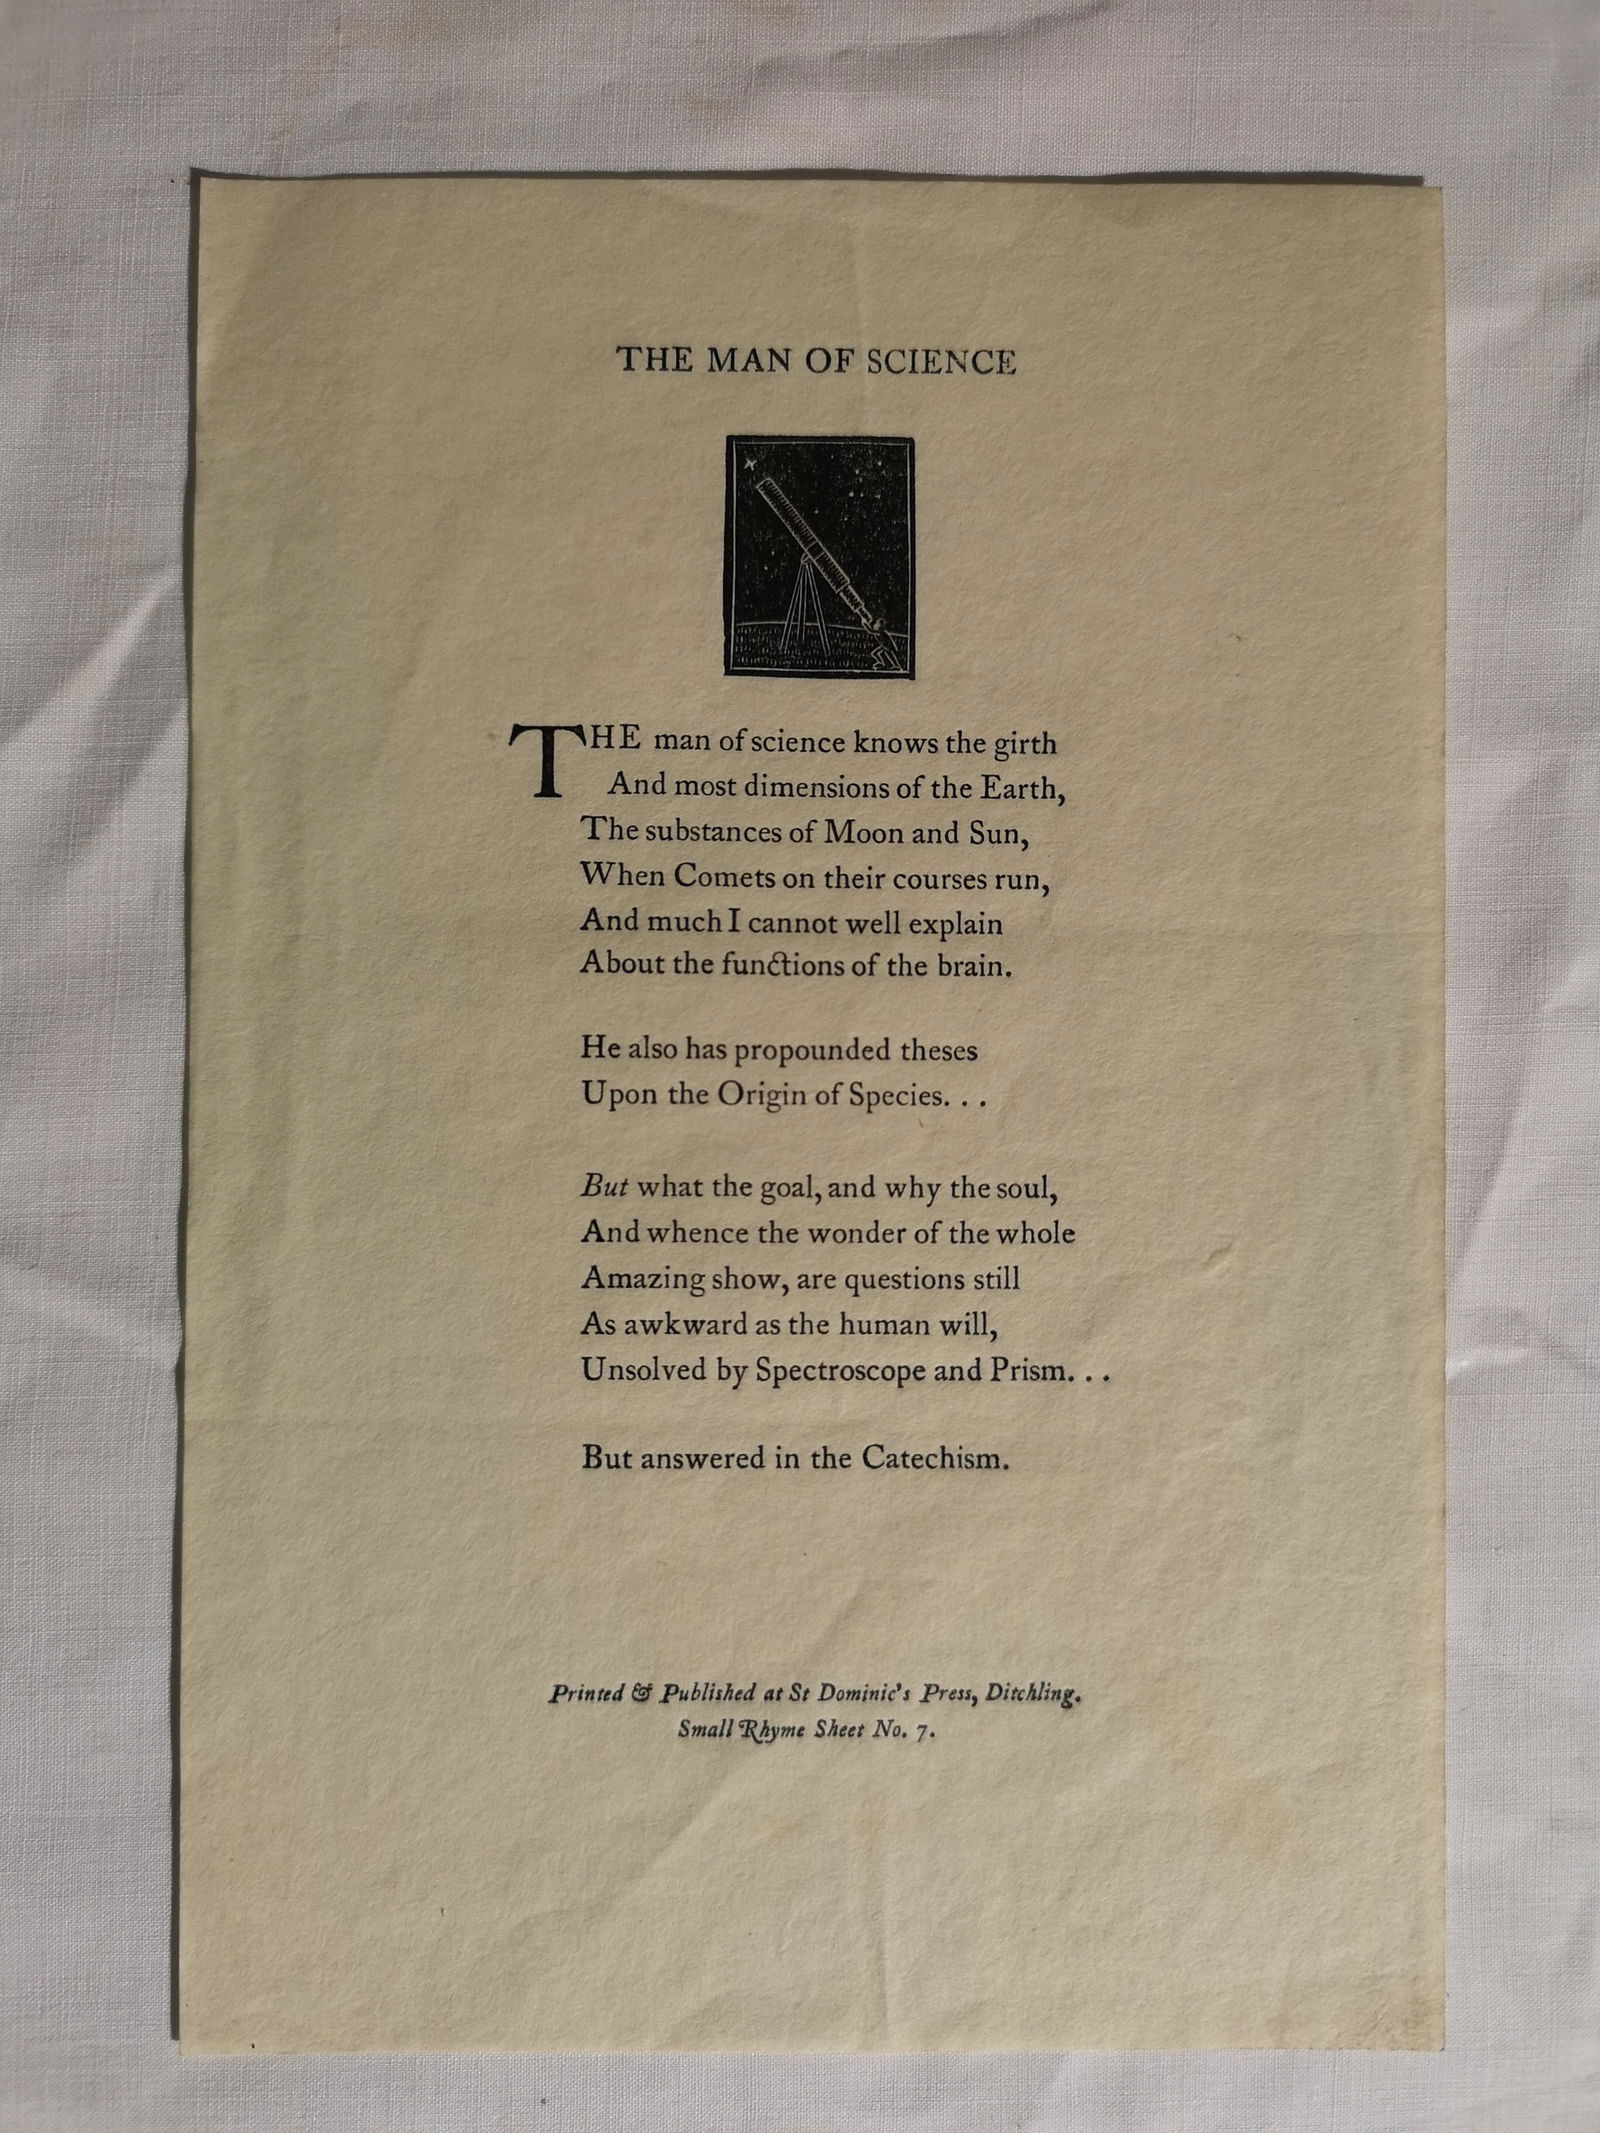 THE MAN OF SCIENCE
THE man of science knows the girth
And most dimensions of the Earth,
The substances of Moon and Sun,
When Comets on their courses run,
And much I cannot well explain
About the functions of the brain.
He also has propounded theses
Upon the Origin of Species. . .
But what the goal, and why the soul,
And whence the wonder of the whole
Amazing show, are questions still
As awkward as the human will,
Unsolved by Spectroscope and Prism. . .
But answered in the Catechism.
Printed & Published at St Dominic's Press, Ditchling.
Small Rhyme Sheet No. 7.